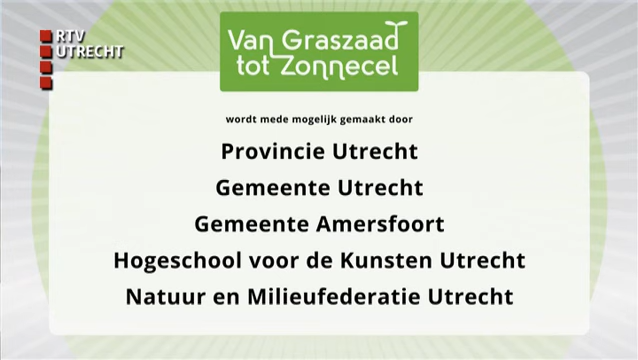 RTV
UTRECHT
Van Graszaad
tot Zonnecel
wordt mede mogelijk gemaakt door
Provincie Utrecht
Gemeente Utrecht
Gemeente Amersfoort
Hogeschool voor de Kunsten Utrecht
Natuur en Milieufederatie Utrecht